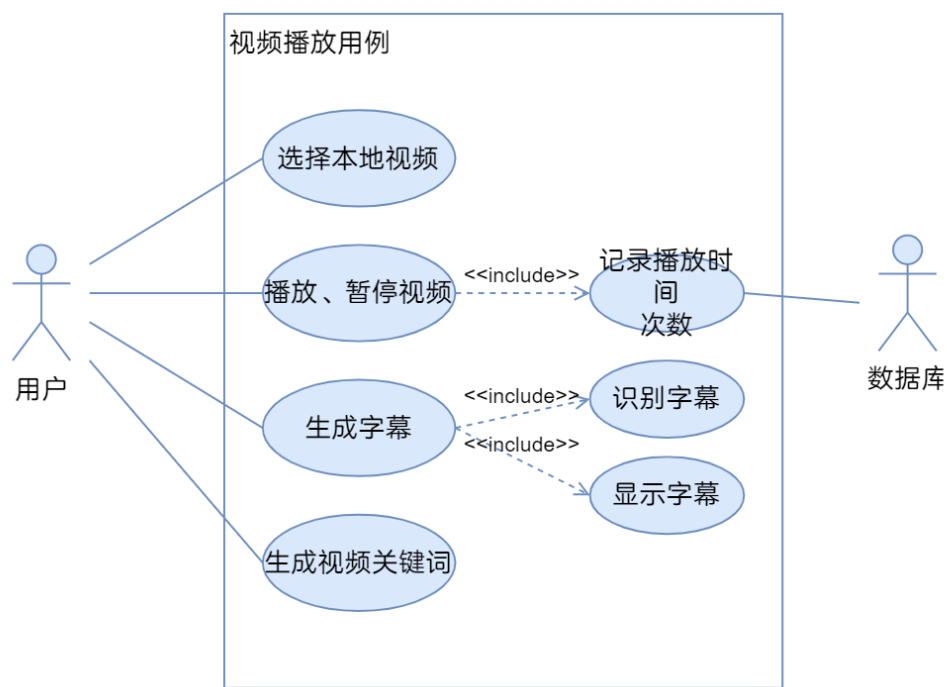 视频播放用例
选择本地视频
播放、暂停视频
<<include>>
记录播放时
间
次数
用户
数据库
生成字幕
<<include>>
识别字幕
<<include>>
显示字幕
生成视频关键词